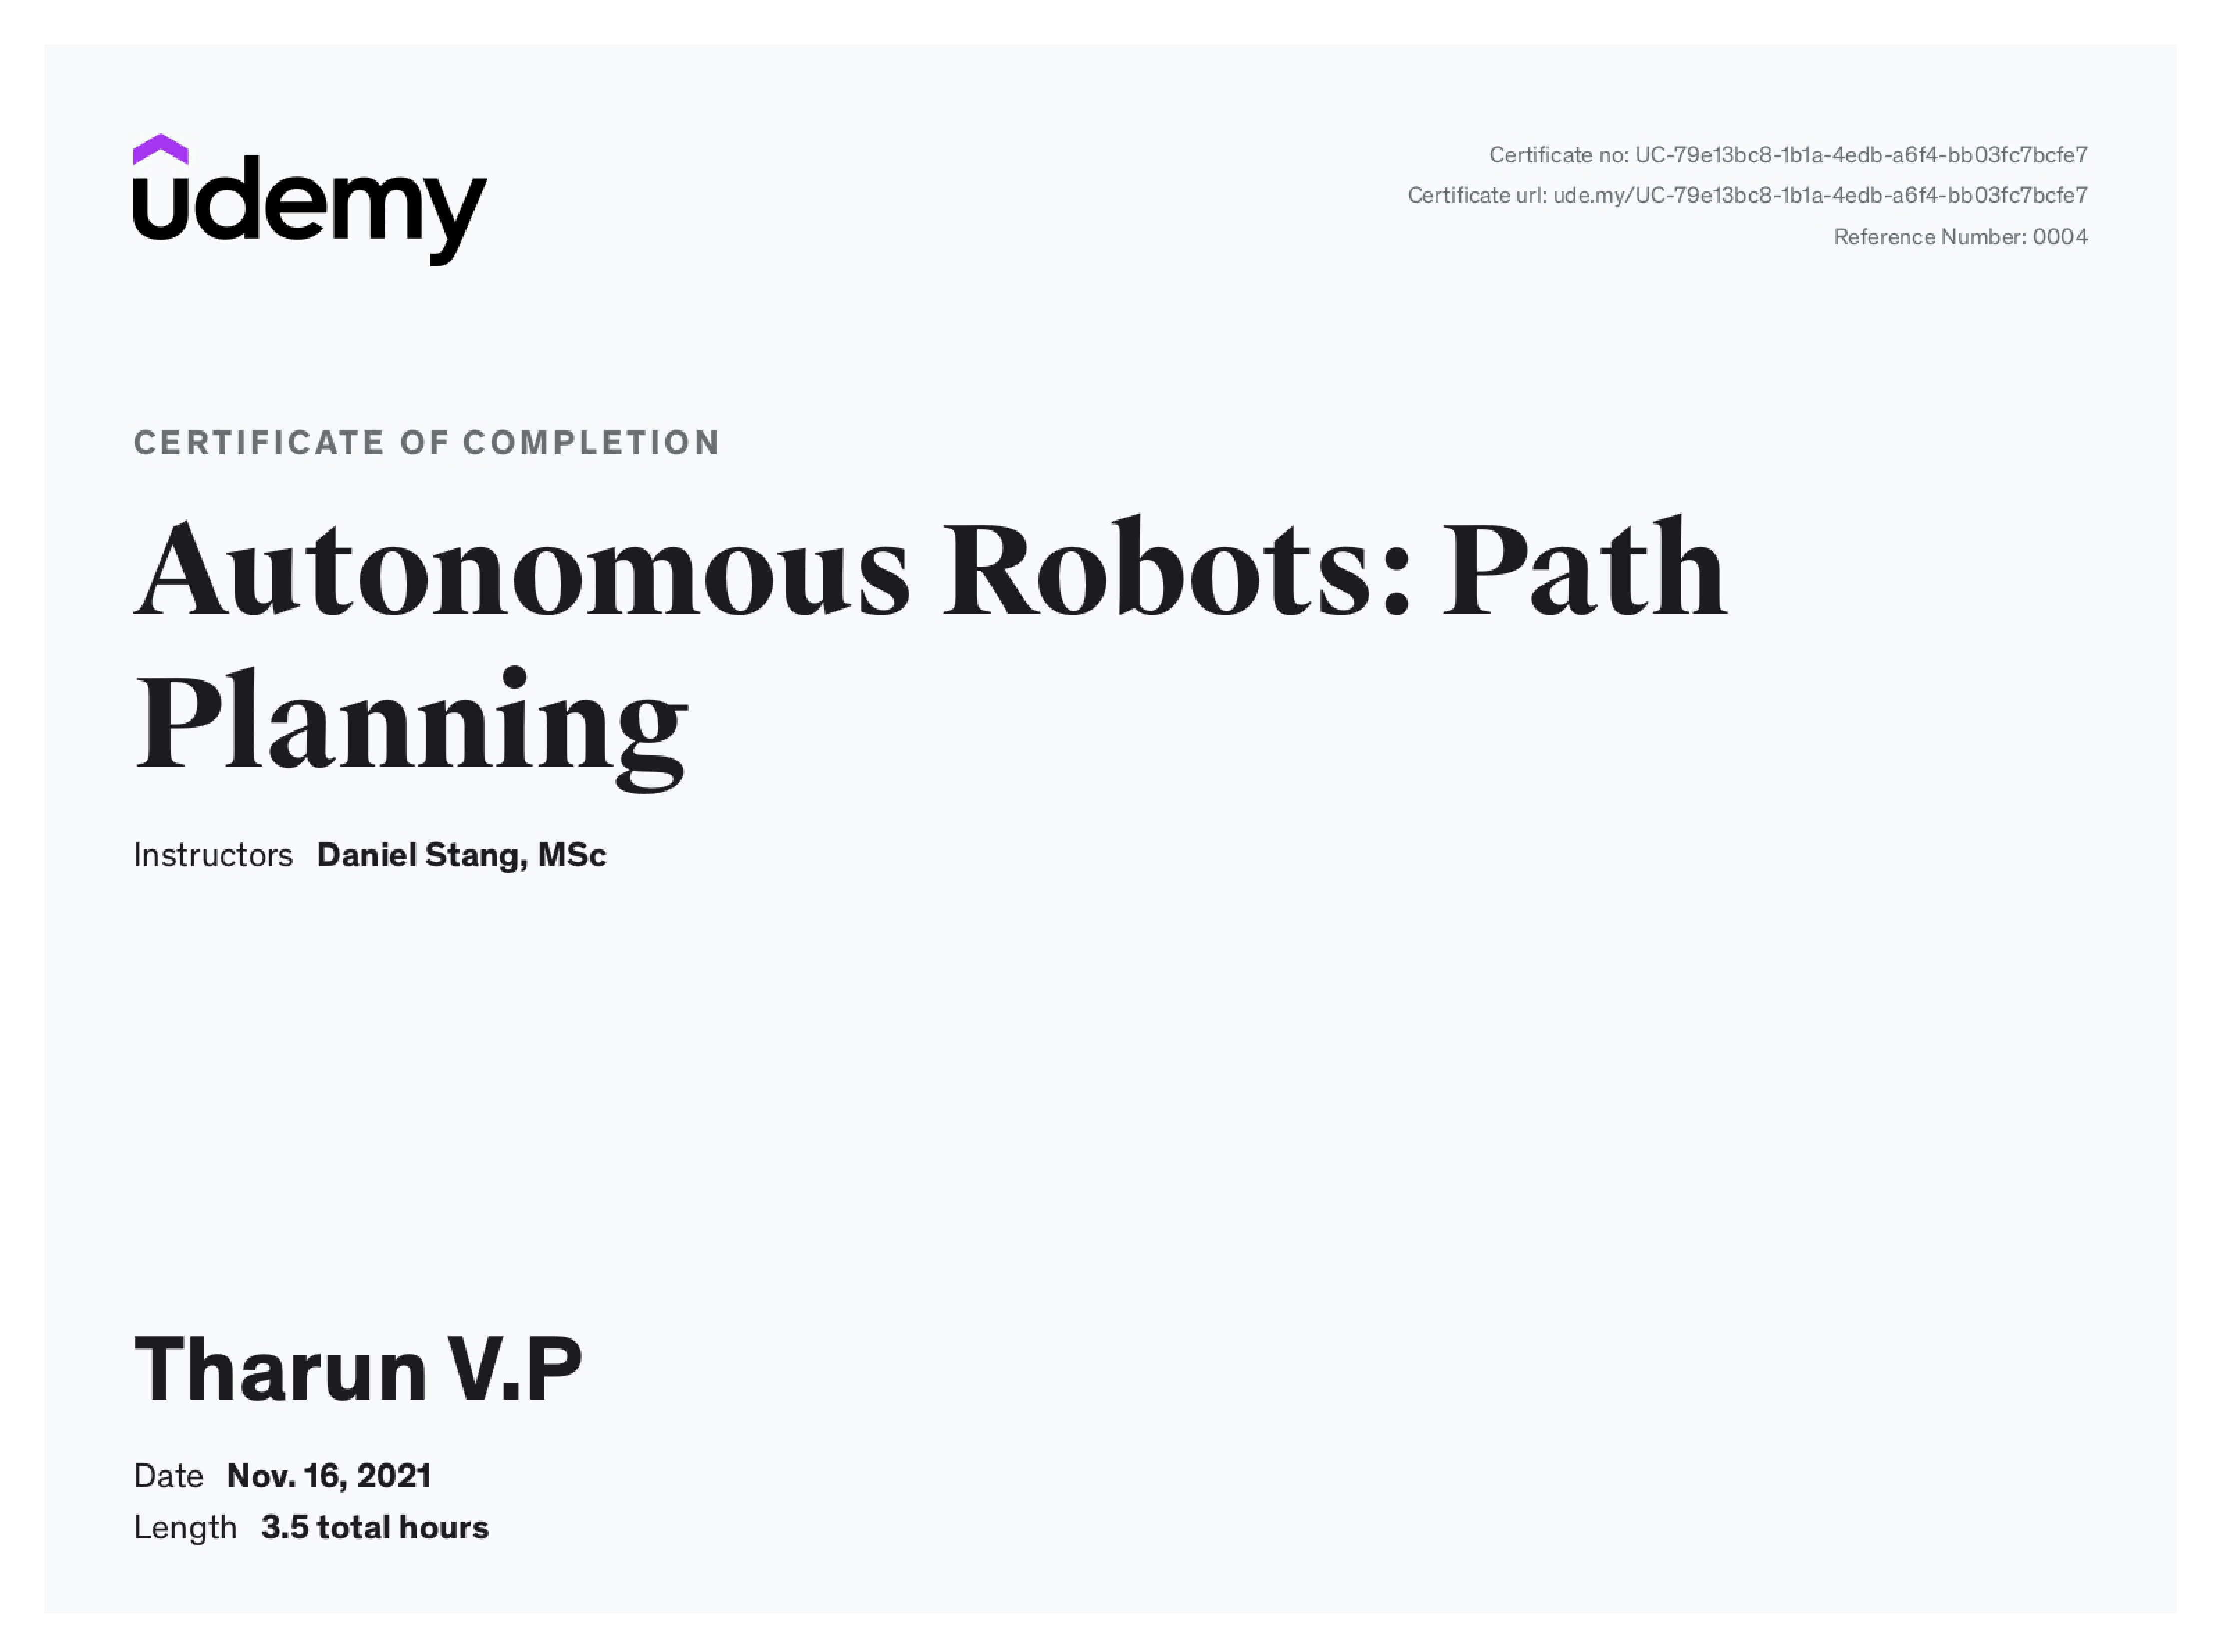 udemy
Certificate no: UC-79e13bc8-1b1a-4edb-a6f4-bb03fc7bcfe7
Certificate url: ude.my/UC-79e13bc8-1b1a-4edb-a6f4-bb03fc7bcfe7
Reference Number: 0004
CERTIFICATE OF COMPLETION
Autonomous Robots: Path
Planning
Instructors Daniel Stang, MSc
Tharun V.P
Date Nov. 16, 2021
Length 3.5 total hours